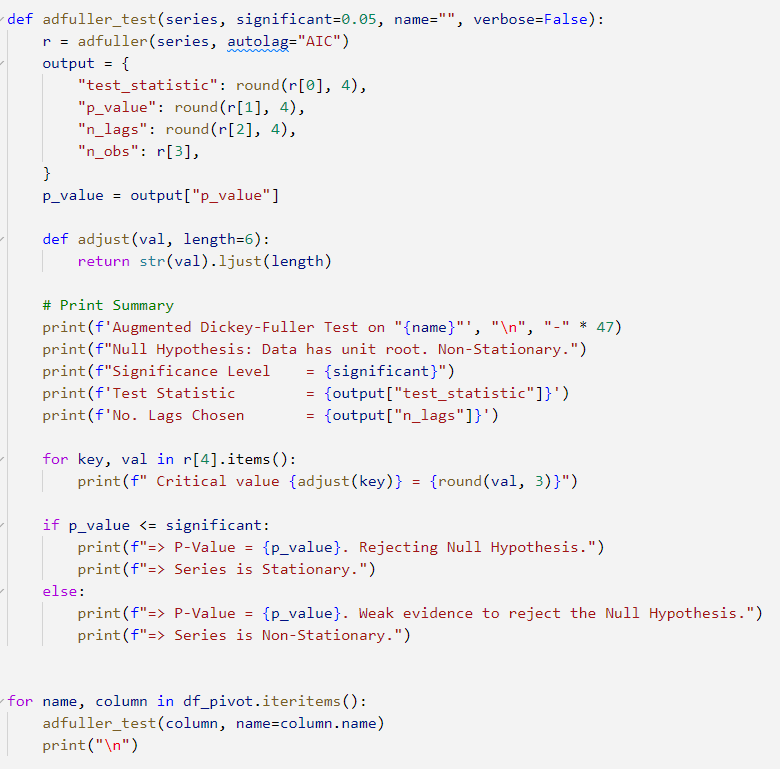 def adfuller_test(series, significant=0.05, name="", verbose=False):
    r = adfuller(series, autolag="AIC")
    output = {
        "test_statistic": round(r[0], 4),
        "p_value": round(r[1], 4),
        "n_lags": round(r[2], 4),
        "n_obs": r[3],
    }
    p_value = output["p_value"]

    def adjust(val, length=6):
        return str(val).ljust(length)

    # Print Summary
    print(f'Augmented Dickey-Fuller Test on "{name}"', "\n", "-" * 47)
    print(f"Null Hypothesis: Data has unit root. Non-Stationary.")
    print(f"Significance Level    = {significant}")
    print(f'Test Statistic        = {output["test_statistic"]}')
    print(f'No. Lags Chosen       = {output["n_lags"]}')

    for key, val in r[4].items():
        print(f" Critical value {adjust(key)} = {round(val, 3)}")

    if p_value <= significant:
        print(f"=> P-Value = {p_value}. Rejecting Null Hypothesis.")
        print(f"=> Series is Stationary.")
    else:
        print(f"=> P-Value = {p_value}. Weak evidence to reject the Null Hypothesis.")
        print(f"=> Series is Non-Stationary.")


for name, column in df_pivot.iteritems():
    adfuller_test(column, name=column.name)
    print("\n")